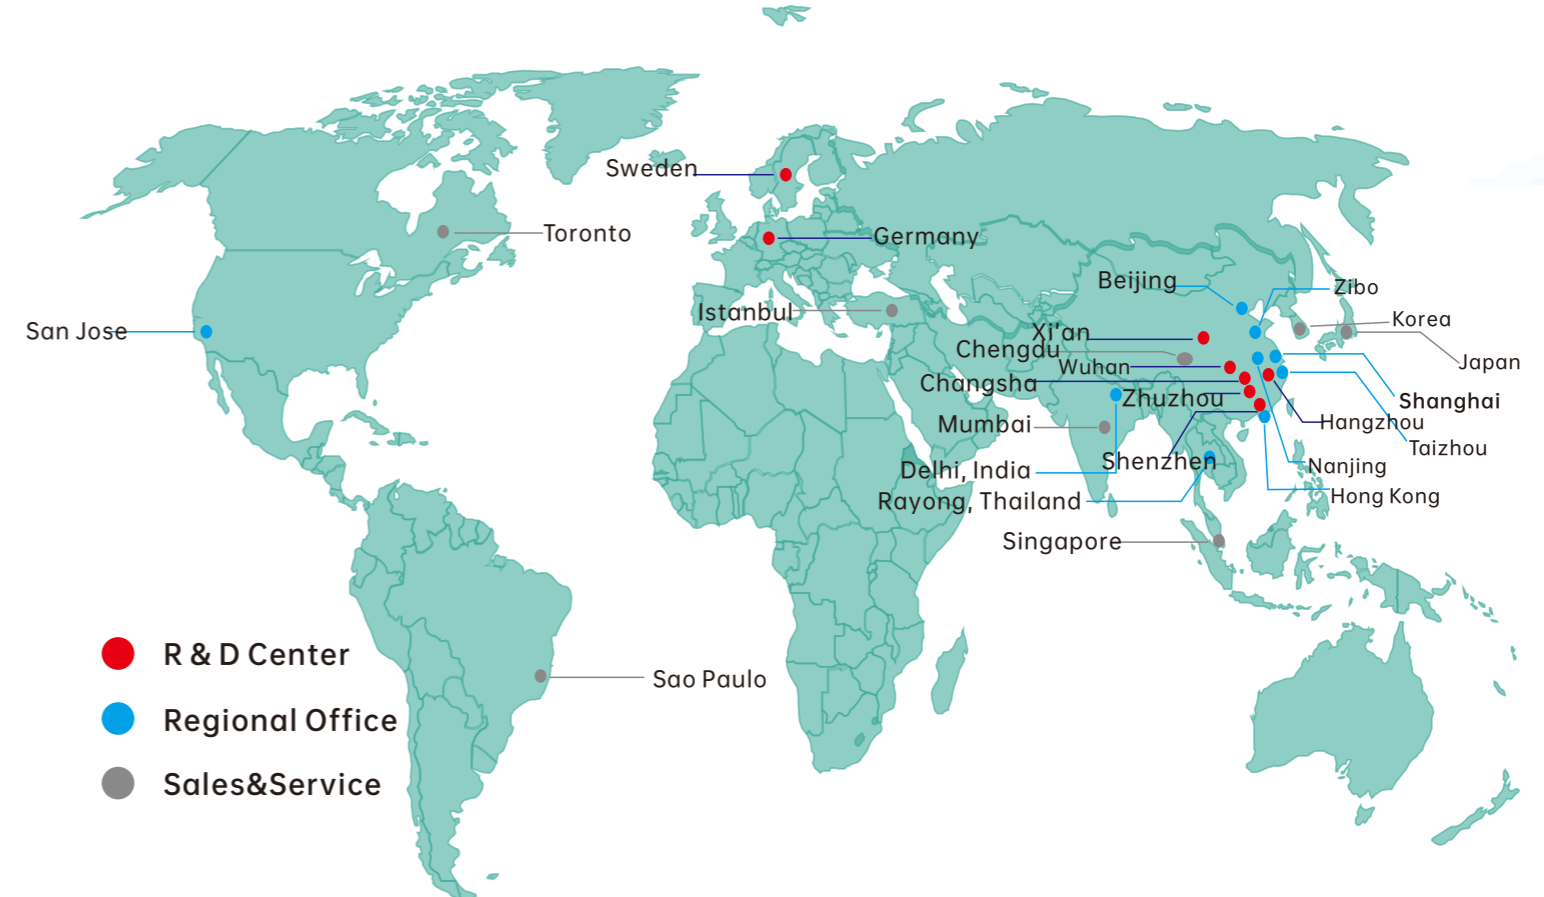 Sweden
Toronto
Germany
Beijing
Zibo
Istanbul
Korea
San Jose
Xi'an
Chengdu
Japan
Wuhan
Changsha
Zhuzhou
Shanghai
Mumbai
Hangzhou
Taizhou
Shenzhen
Delhi, India
Nanjing
Rayong, Thailand
Hong Kong
Singapore
R & D Center
Sao Paulo
Regional Office
Sales&Service